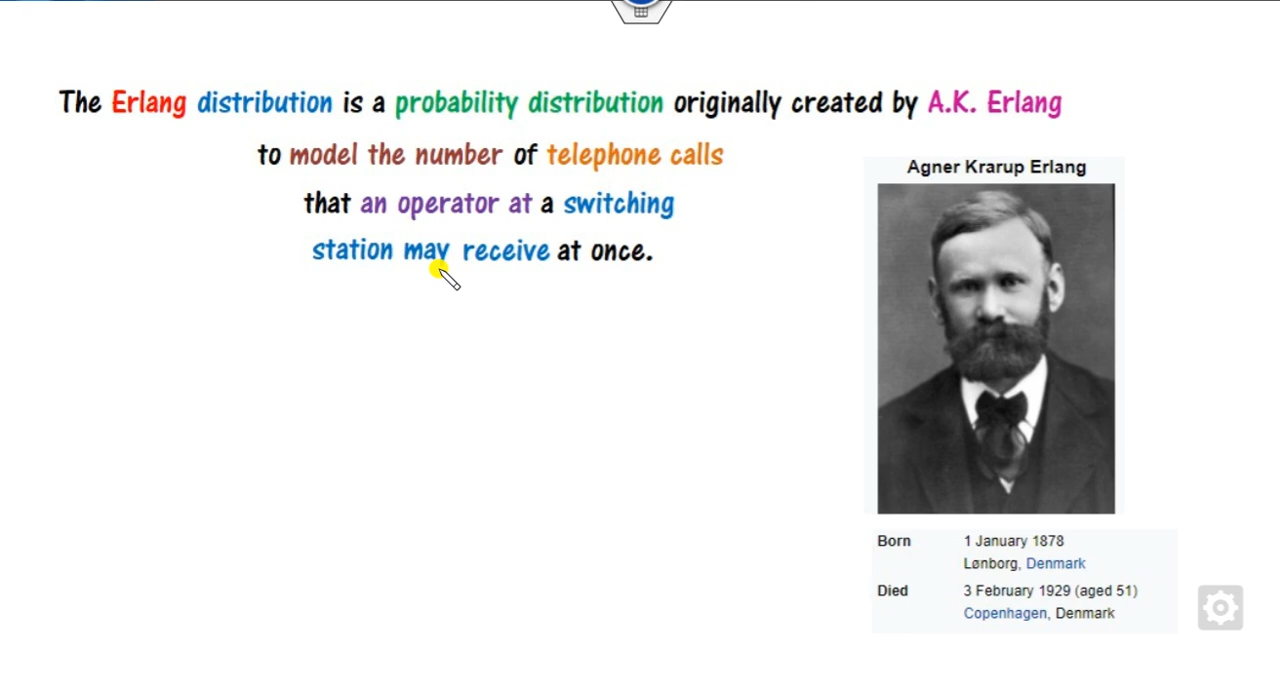 The Erlang distribution is a probability distribution originally created by A.K. Erlang
to model the number of telephone calls
that an operator at a switching
station may receive at once.
Agner Krarup Erlang
Born 1 January 1878
Lønborg, Denmark
Died 3 February 1929 (aged 51)
Copenhagen, Denmark